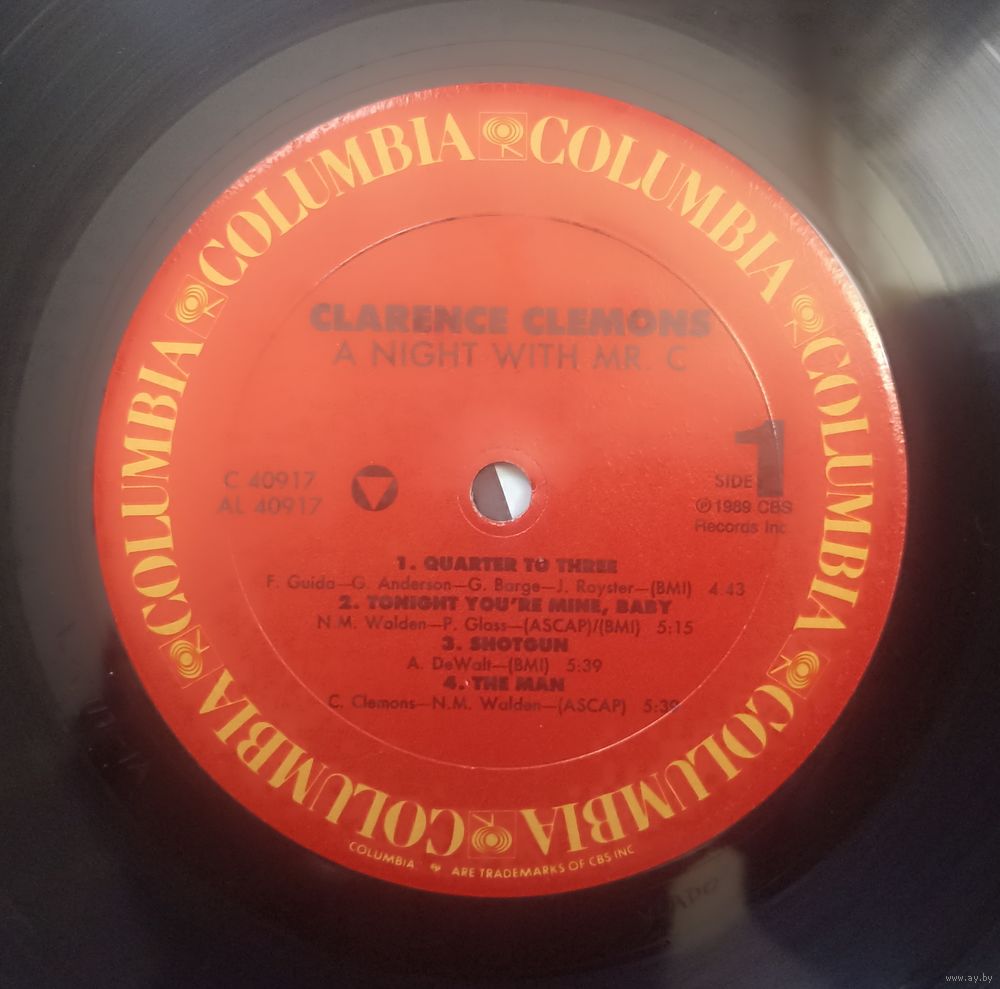 COLUMBIA COLUMBIA COLUMBIA COLUMBIA COLUMBIA COLUMBIA
CLARENCE CLEMONS
A NIGHT WITH MR. C
C 40917
AL 40917
SIDE 1
℗ 1989 CBS
Records Inc
1. QUARTER TO THREE
F. Guida—G. Anderson—G. Barge—J. Royster—(BMI) 4:43
2. TONIGHT YOU'RE MINE, BABY
N.M. Walden—P. Glass—(ASCAP)/(BMI) 5:15
3. SHOTGUN
A. DeWalt—(BMI) 5:39
4. THE MAN
C. Clemons—N.M. Walden—(ASCAP) 5:39
COLUMBIA ARE TRADEMARKS OF CBS INC
www.ay.by